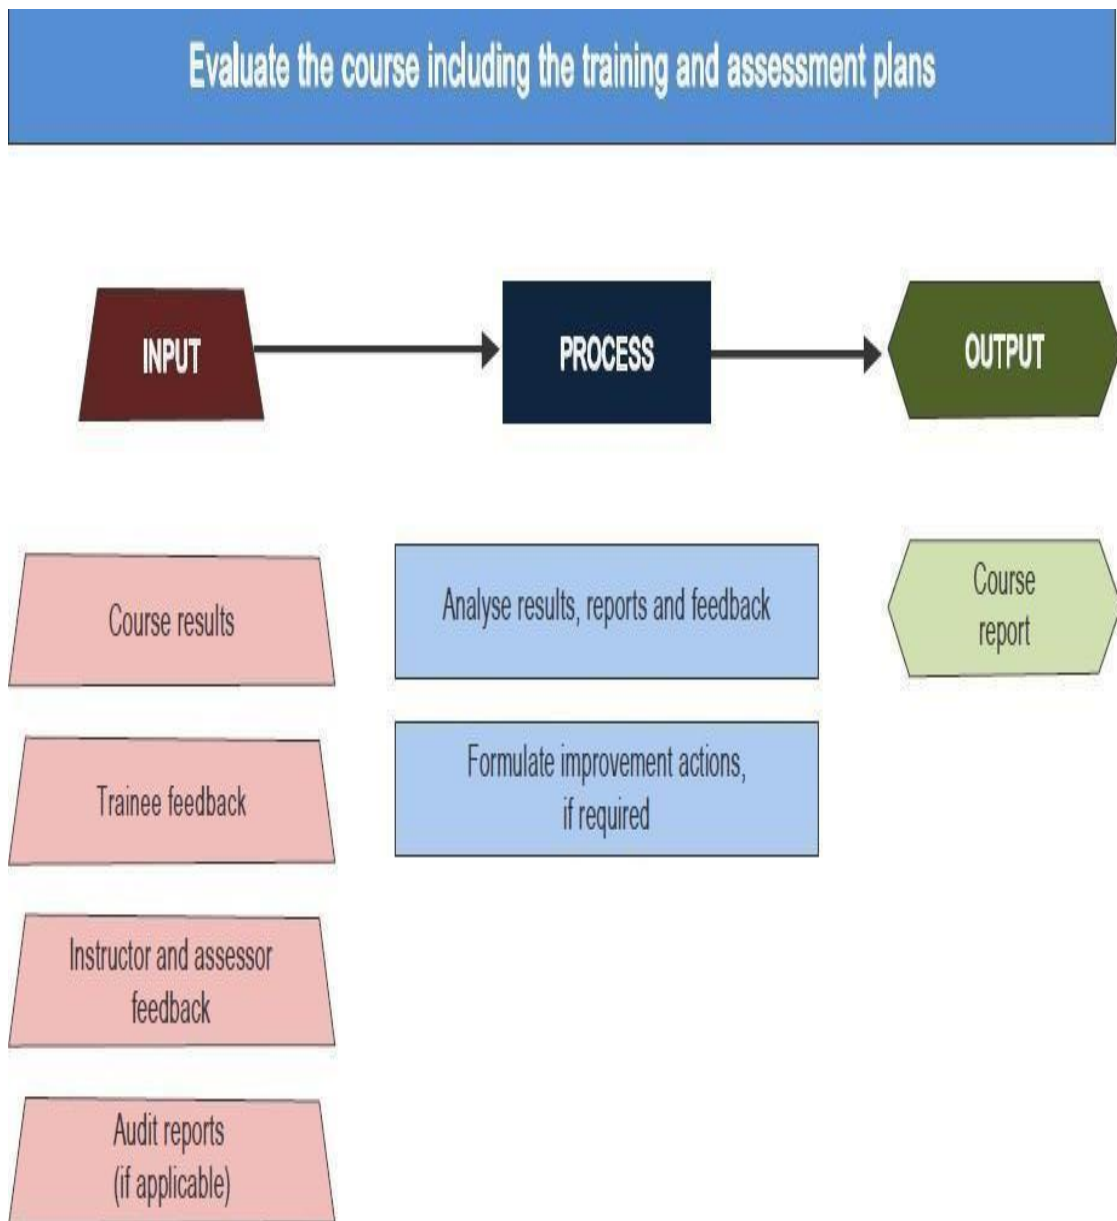 Evaluate the course including the training and assessment plans
INPUT
PROCESS
OUTPUT
Course results
Trainee feedback
Instructor and assessor
feedback
Audit reports
(if applicable)
Analyse results, reports and feedback
Formulate improvement actions,
if required
Course
report